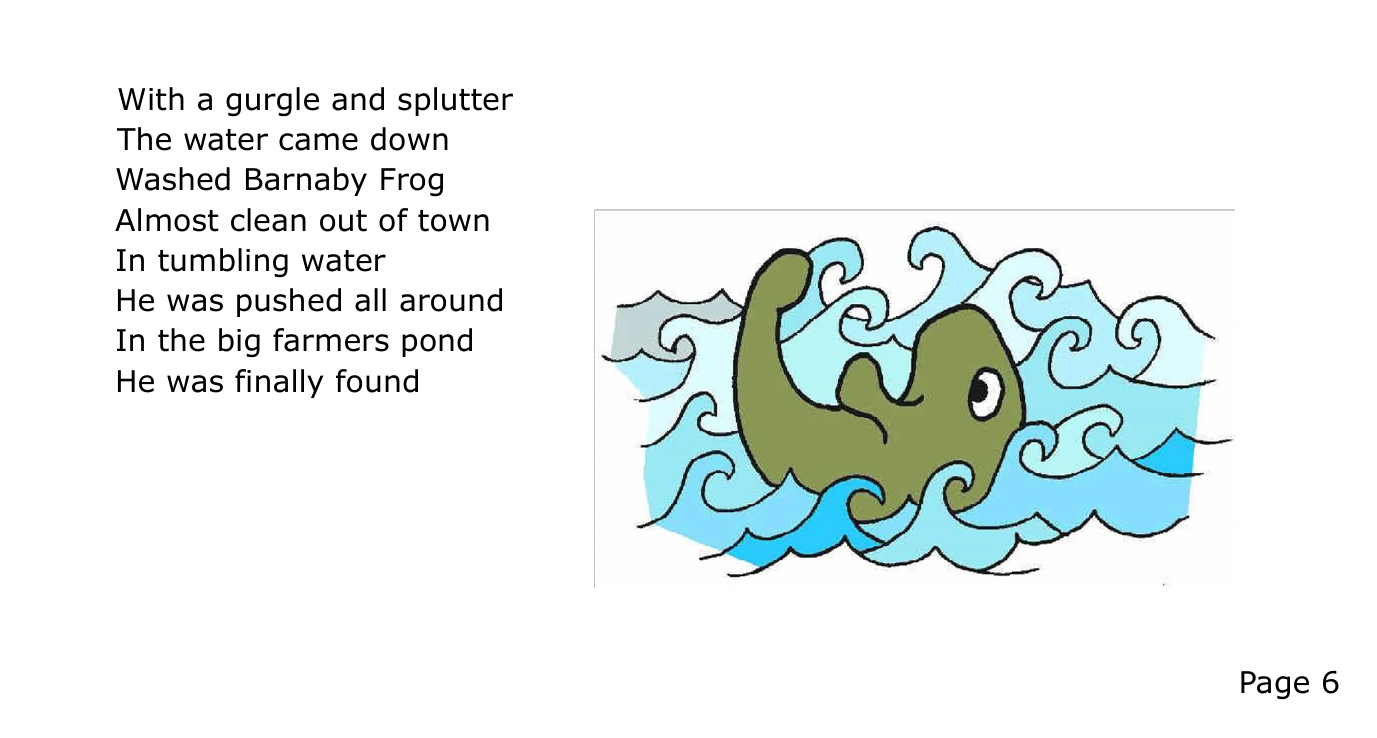 With a gurgle and splutter
The water came down
Washed Barnaby Frog
Almost clean out of town
In tumbling water
He was pushed all around
In the big farmers pond
He was finally found
Page 6